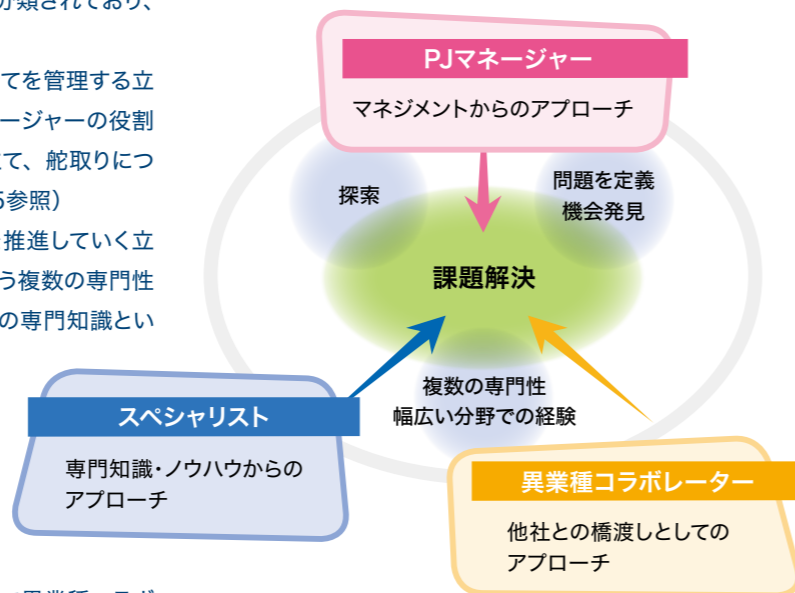 分類されており、
てを管理する立
ージャーの役割
て、舵取りにつ
参照）
推進していく立
う複数の専門性
の専門知識とい
PJマネージャー
マネジメントからのアプローチ
探索
問題を定義
機会発見
課題解決
複数の専門性
幅広い分野での経験
スペシャリスト
専門知識・ノウハウからの
アプローチ
異業種コラボレーター
他社との橋渡しとしての
アプローチ